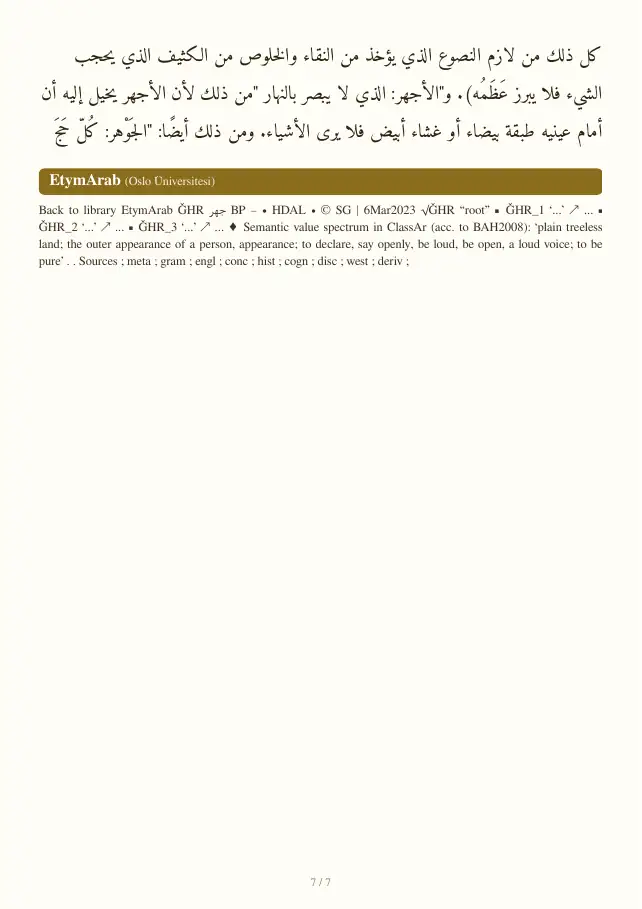 كل ذلك من لازم النصوع الذي يؤخذ من النقاء والخلوص من الكثيف الذي يحجب
الشيء فلا يبرز عَظَمُه). و"الأجهر: الذي لا يبصر بالنهار "من ذلك لأن الأجهر يخيل إليه أن
أمام عينيه طبقة بيضاء أو غشاء أبيض فلا يرى الأشياء. ومن ذلك أيضًا: "الجَوْهر: كُلّ حَجَجَ
EtymArab (Oslo Üniversitesi)
Back to library EtymArab ǦHR جهر BP – • HDAL • © SG | 6Mar2023 √ǦHR “root” ▪ ǦHR_1 ‘...’ ↗ ... ▪
ǦHR_2 ‘...’ ↗ ... ▪ ǦHR_3 ‘...’ ↗ ... ♦ Semantic value spectrum in ClassAr (acc. to BAH2008): ‘plain treeless
land; the outer appearance of a person, appearance; to declare, say openly, be loud, be open, a loud voice; to be
pure’ . . Sources ; meta ; gram ; engl ; conc ; hist ; cogn ; disc ; west ; deriv ;
7 / 7